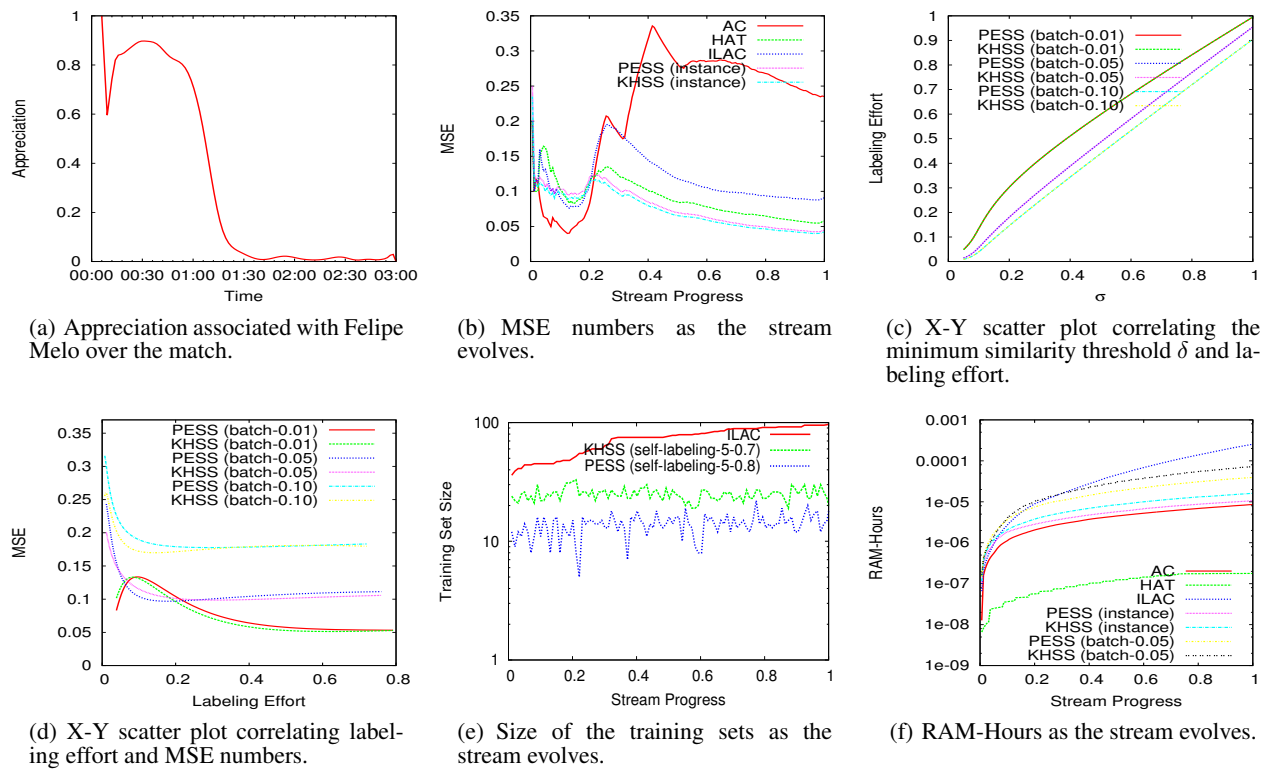 1
0.8
0.6
0.4
0.2
0
Appreciation
00:00 00:30 01:00 01:30 02:00 02:30 03:00
Time
(a) Appreciation associated with Felipe
Melo over the match.
0.35
0.3
0.25
0.2
0.15
0.1
0.05
0
MSE
AC
HAT
ILAC
PESS (instance)
KHSS (instance)
0 0.2 0.4 0.6 0.8 1
Stream Progress
(b) MSE numbers as the stream
evolves.
1
0.9
0.8
0.7
0.6
0.5
0.4
0.3
0.2
0.1
0
Labeling Effort
PESS (batch-0.01)
KHSS (batch-0.01)
PESS (batch-0.05)
KHSS (batch-0.05)
PESS (batch-0.10)
KHSS (batch-0.10)
0 0.2 0.4 0.6 0.8 1
σ
(c) X-Y scatter plot correlating the
minimum similarity threshold δ and la-
beling effort.
0.35
0.3
0.25
0.2
0.15
0.1
0.05
0
MSE
PESS (batch-0.01)
KHSS (batch-0.01)
PESS (batch-0.05)
KHSS (batch-0.05)
PESS (batch-0.10)
KHSS (batch-0.10)
0 0.2 0.4 0.6 0.8
Labeling Effort
(d) X-Y scatter plot correlating label-
ing effort and MSE numbers.
100
10
1
Training Set Size
ILAC
KHSS (self-labeling-5-0.7)
PESS (self-labeling-5-0.8)
0 0.2 0.4 0.6 0.8 1
Stream Progress
(e) Size of the training sets as the
stream evolves.
0.001
0.0001
1e-05
1e-06
1e-07
1e-08
1e-09
RAM-Hours
AC
HAT
ILAC
PESS (instance)
KHSS (instance)
PESS (batch-0.05)
KHSS (batch-0.05)
0 0.2 0.4 0.6 0.8 1
Stream Progress
(f) RAM-Hours as the stream evolves.